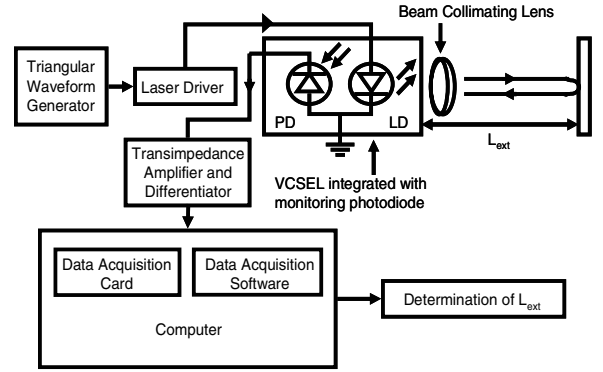 Beam Collimating Lens
Triangular
Waveform
Generator
Laser Driver
PD
LD
L_ext
Transimpedance
Amplifier and
Differentiator
VCSEL integrated with
monitoring photodiode
Data Acquisition
Card
Data Acquisition
Software
Computer
Determination of L_ext